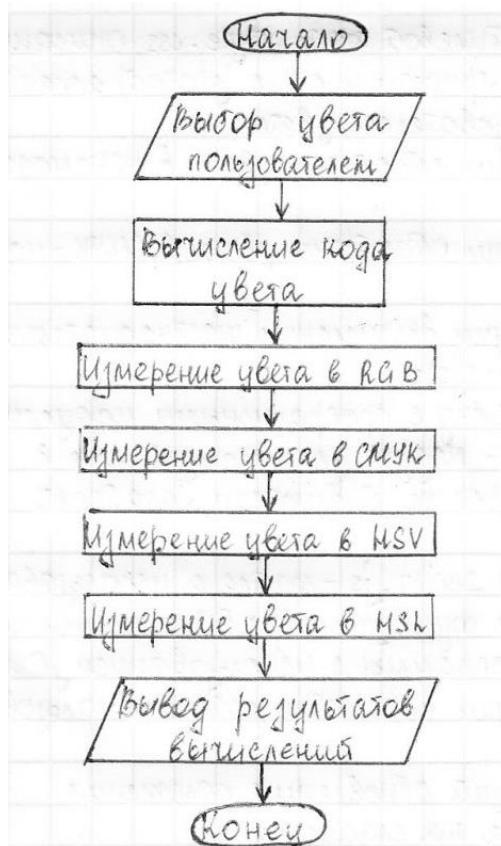 Начало
Выбор цвета
пользователем
Вычисление кода
цвета
Измерение цвета в RGB
Измерение цвета в CMYK
Измерение цвета в HSV
Измерение цвета в HSL
Вывод результатов
вычислений
Конец